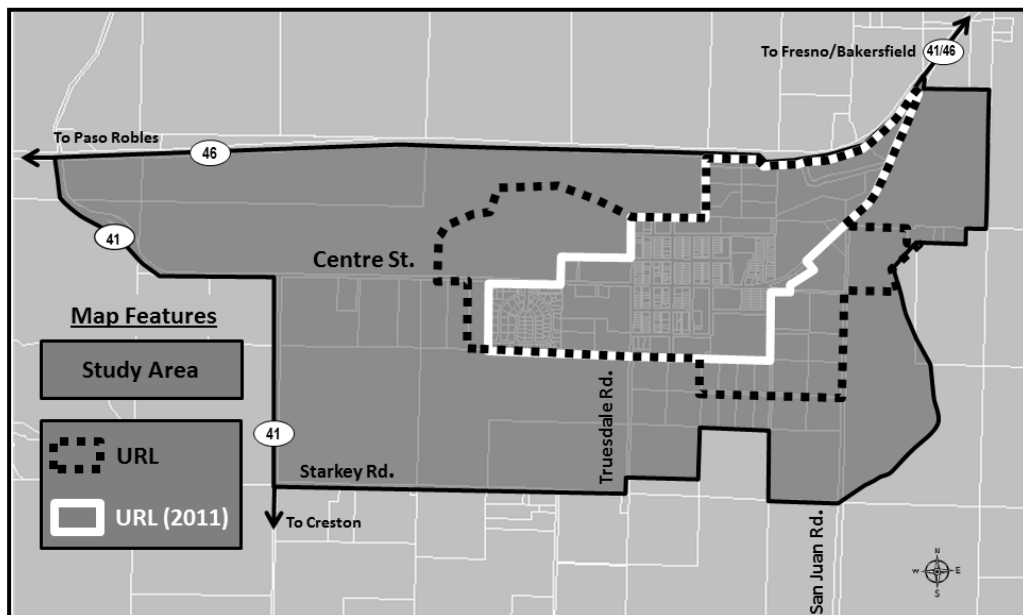 To Fresno/Bakersfield
41/46
To Paso Robles
46
41
Centre St.
Map Features
Study Area
URL
URL (2011)
41
Starkey Rd.
Truesdale Rd.
To Creston
San Juan Rd.
N
W E
S